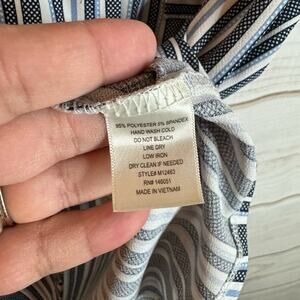 95% POLYESTER 5% SPANDEX
HAND WASH COLD
DO NOT BLEACH
LINE DRY
LOW IRON
DRY CLEAN IF NEEDED
STYLE# M12463
RN# 146051
MADE IN VIETNAM